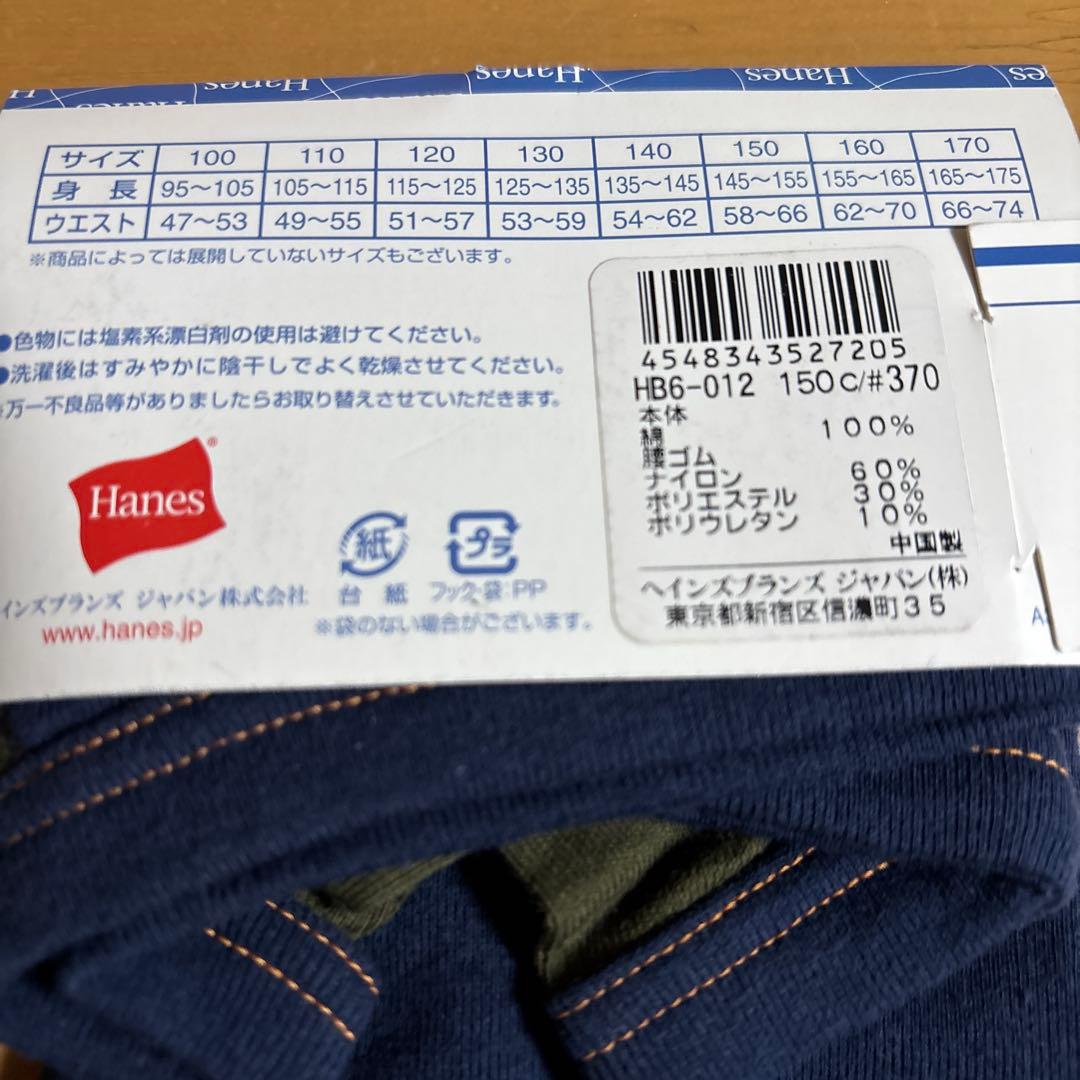 Hanes Hanes Hanes
サイズ 100 110 120 130 140 150 160 170
身長 95～105 105～115 115～125 125～135 135～145 145～155 155～165 165～175
ウエスト 47～53 49～55 51～57 53～59 54～62 58～66 62～70 66～74
※商品によっては展開していないサイズもございます。
●色物には塩素系漂白剤の使用は避けてください。
●洗濯後はすみやかに陰干しでよく乾燥させてください。
万一不良品等がありましたらお取り替えさせていただきます。
Hanes®
紙 プラ
台紙 フック・袋:PP
インズブランズ ジャパン株式会社
www.hanes.jp
※袋のない場合がございます。
4548343527205
HB6-012 150 C/#370
本体
綿 100%
腰ゴム
ナイロン 60%
ポリエステル 30%
ポリウレタン 10%
中国製
ヘインズブランズ ジャパン(株)
東京都新宿区信濃町35